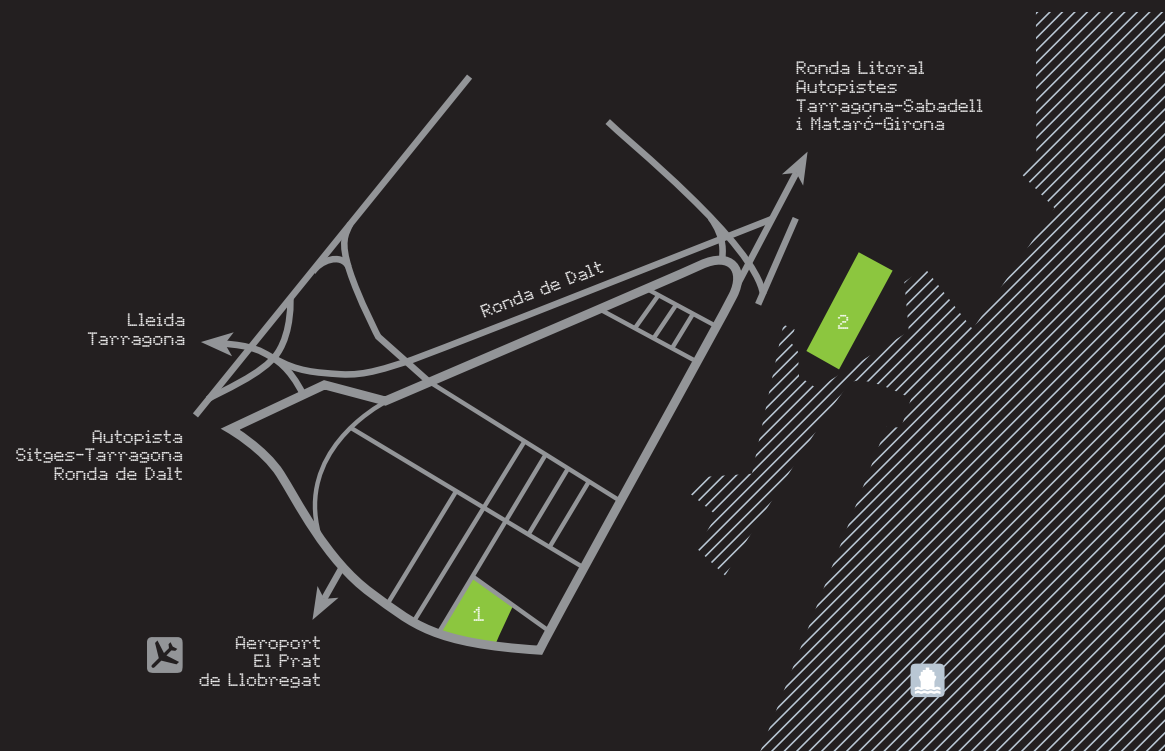 Ronda Litoral
Autopistes
Tarragona-Sabadell
i Mataró-Girona
Ronda de Dalt
Lleida
Tarragona
2
Autopista
Sitges-Tarragona
Ronda de Dalt
1
Aeroport
El Prat
de Llobregat